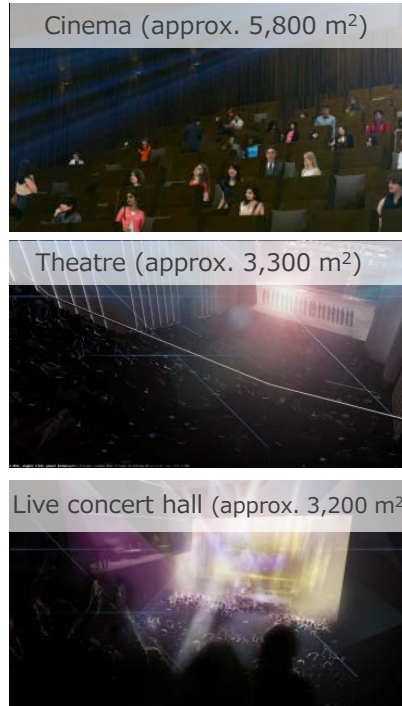 Cinema (approx. 5,800 m²)
Theatre (approx. 3,300 m²)
Live concert hall (approx. 3,200 m²